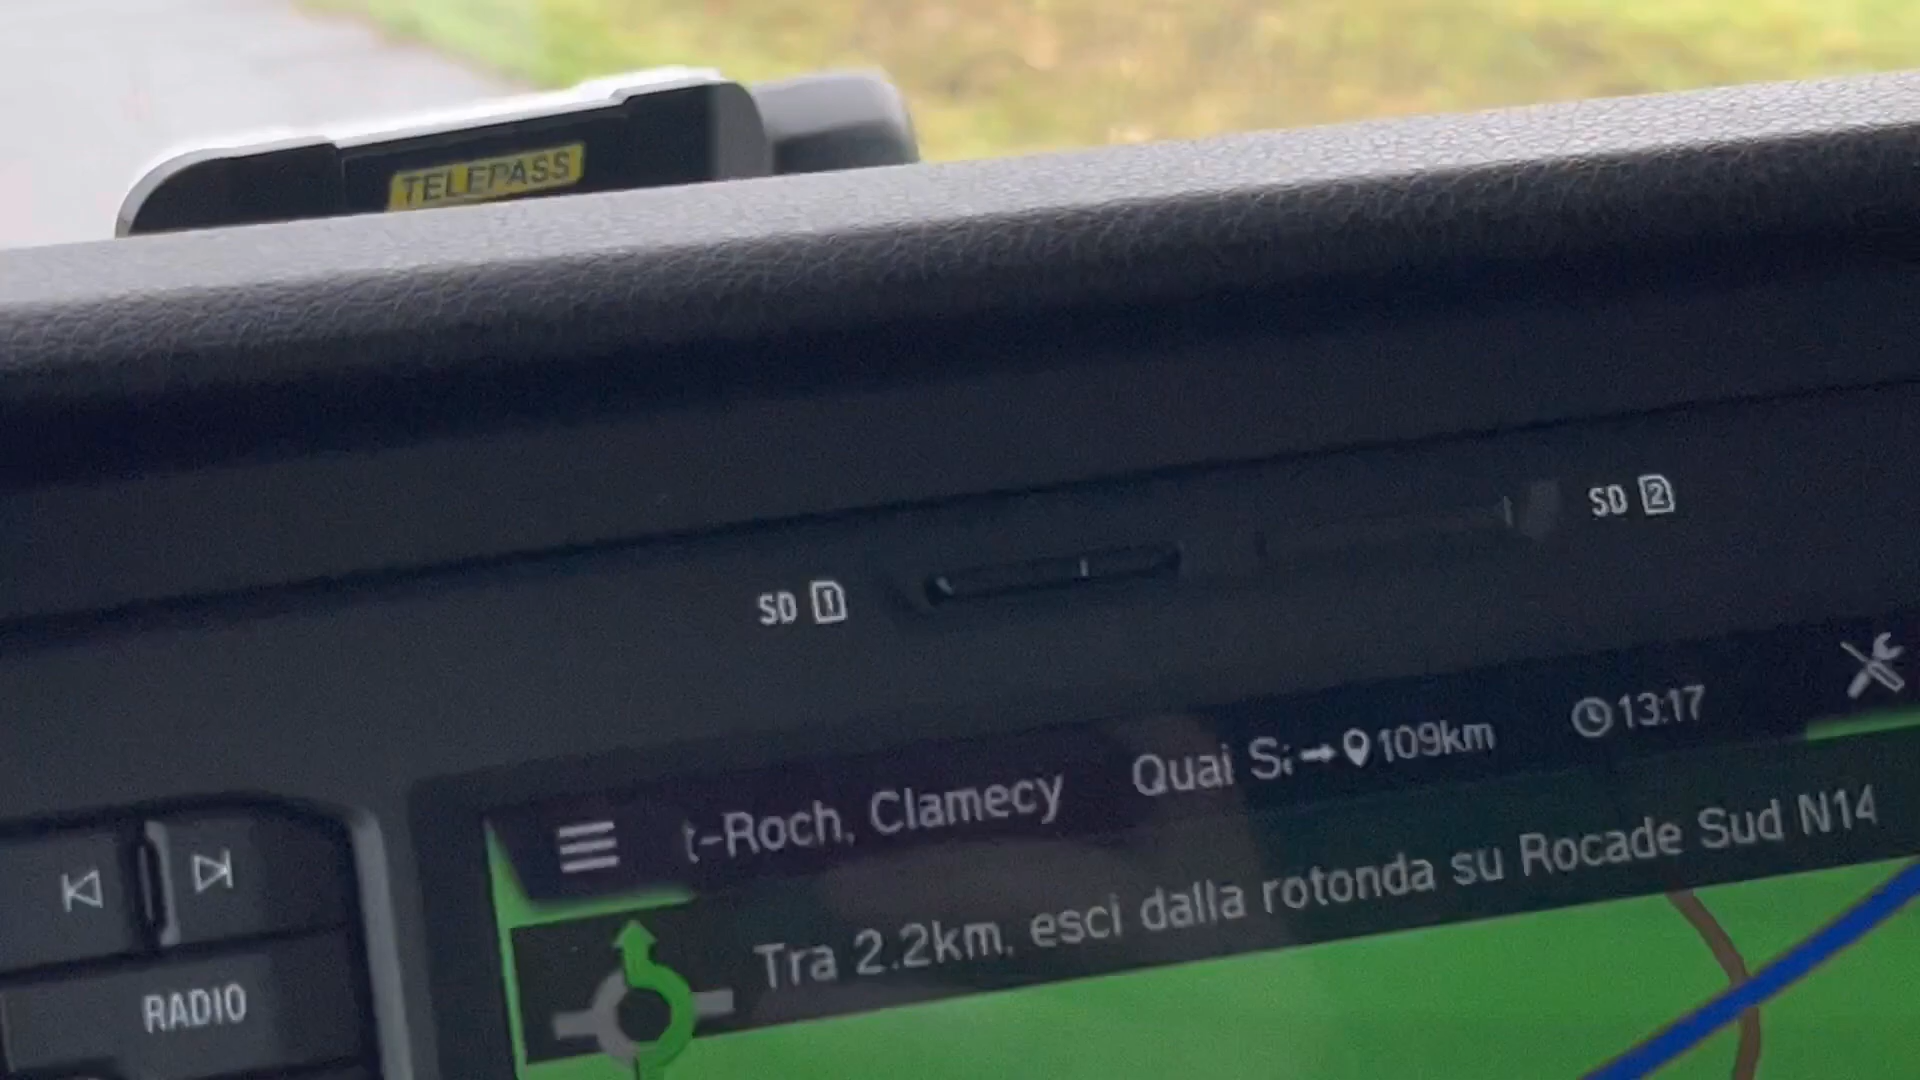 TELEPASS
SD 2
SD 1
t-Roch, Clamecy Quai 109km 13:17
Tra 2.2km, esci dalla rotonda su Rocade Sud N14
RADIO